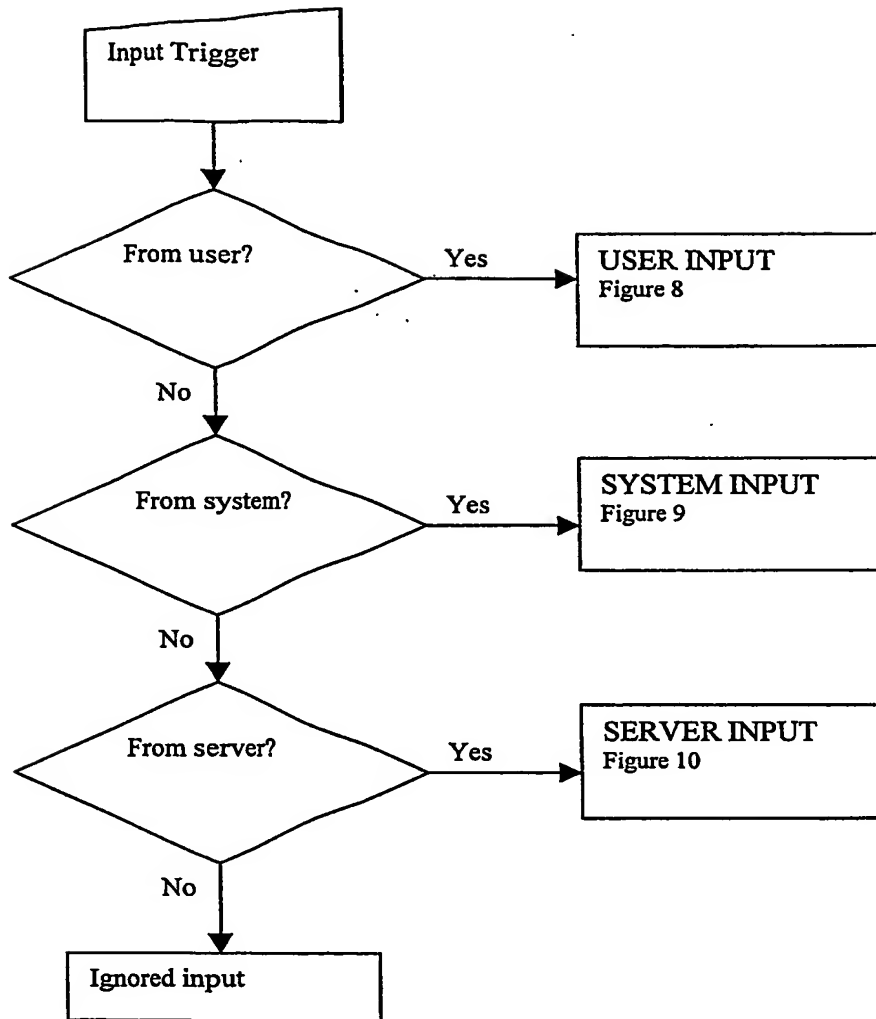 Input Trigger
From user?
Yes
USER INPUT
Figure 8
No
From system?
Yes
SYSTEM INPUT
Figure 9
No
From server?
Yes
SERVER INPUT
Figure 10
No
Ignored input